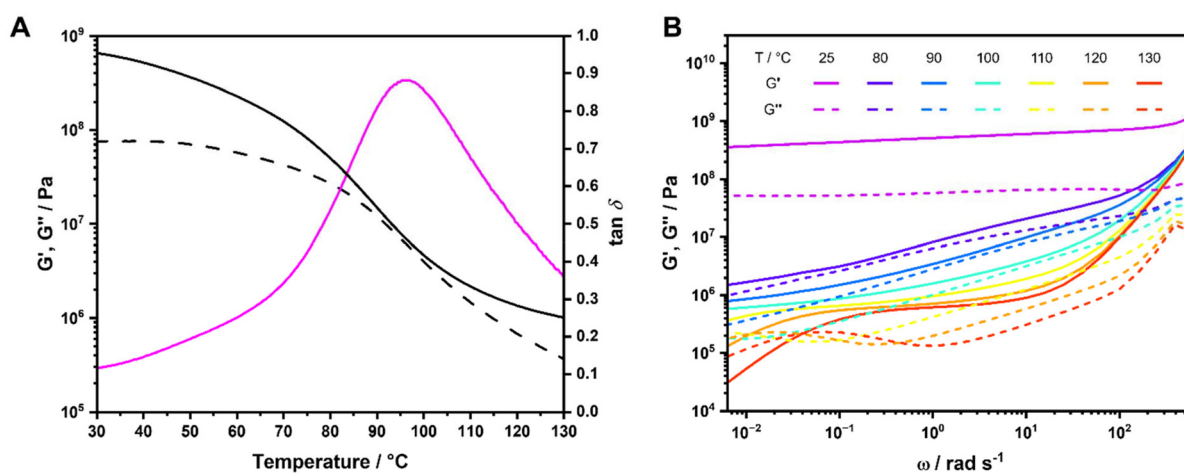 A
10⁹
10⁸
10⁷
10⁶
10⁵
G', G'' / Pa
30 40 50 60 70 80 90 100 110 120 130
Temperature / °C
1.0
0.9
0.8
0.7
0.6
0.5
0.4
0.3
0.2
0.1
0.0
tan δ
B
T / °C 25 80 90 100 110 120 130
G'
G''
10¹⁰
10⁹
10⁸
10⁷
10⁶
10⁵
10⁴
G', G'' / Pa
10⁻² 10⁻¹ 10⁰ 10¹ 10²
ω / rad s⁻¹